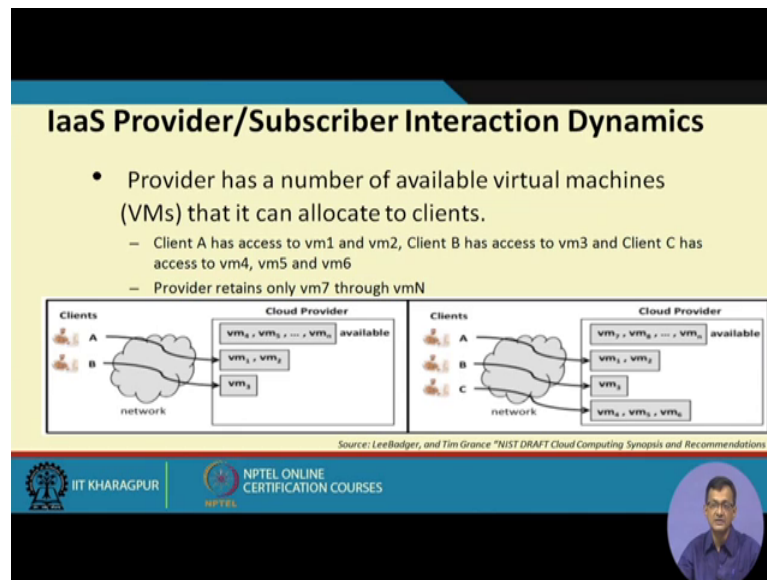 IaaS Provider/Subscriber Interaction Dynamics
• Provider has a number of available virtual machines
(VMs) that it can allocate to clients.
– Client A has access to vm1 and vm2, Client B has access to vm3 and Client C has
access to vm4, vm5 and vm6
– Provider retains only vm7 through vmN
Clients
Cloud Provider
A
B
vm₄ , vm₅ , ... , vmₙ available
vm₁ , vm₂
vm₃
network
Clients
Cloud Provider
A
B
C
vm₇ , vm₈ , ... , vmₙ available
vm₁ , vm₂
vm₃
vm₄ , vm₅ , vm₆
network
Source: LeeBadger, and Tim Grance "NIST DRAFT Cloud Computing Synopsis and Recommendations
IIT KHARAGPUR
NPTEL
NPTEL ONLINE
CERTIFICATION COURSES